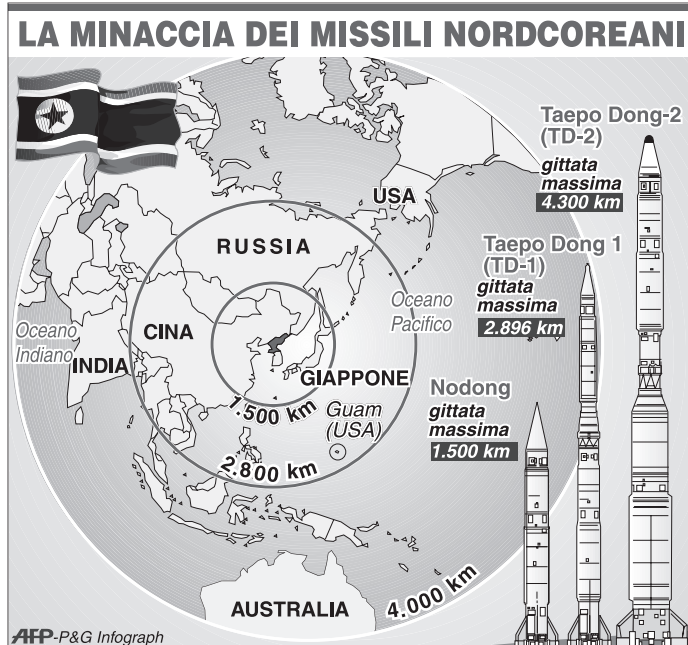 LA MINACCIA DEI MISSILI NORDCOREANI
Taepo Dong-2
(TD-2)
gittata
massima
4.300 km
USA
RUSSIA
Taepo Dong 1
(TD-1)
gittata
massima
2.896 km
Oceano
Pacifico
Oceano
Indiano
CINA
INDIA
GIAPPONE
Nodong
gittata
massima
1.500 km
1.500 km
Guam
(USA)
2.800 km
4.000 km
AUSTRALIA
AFP-P&G Infograph